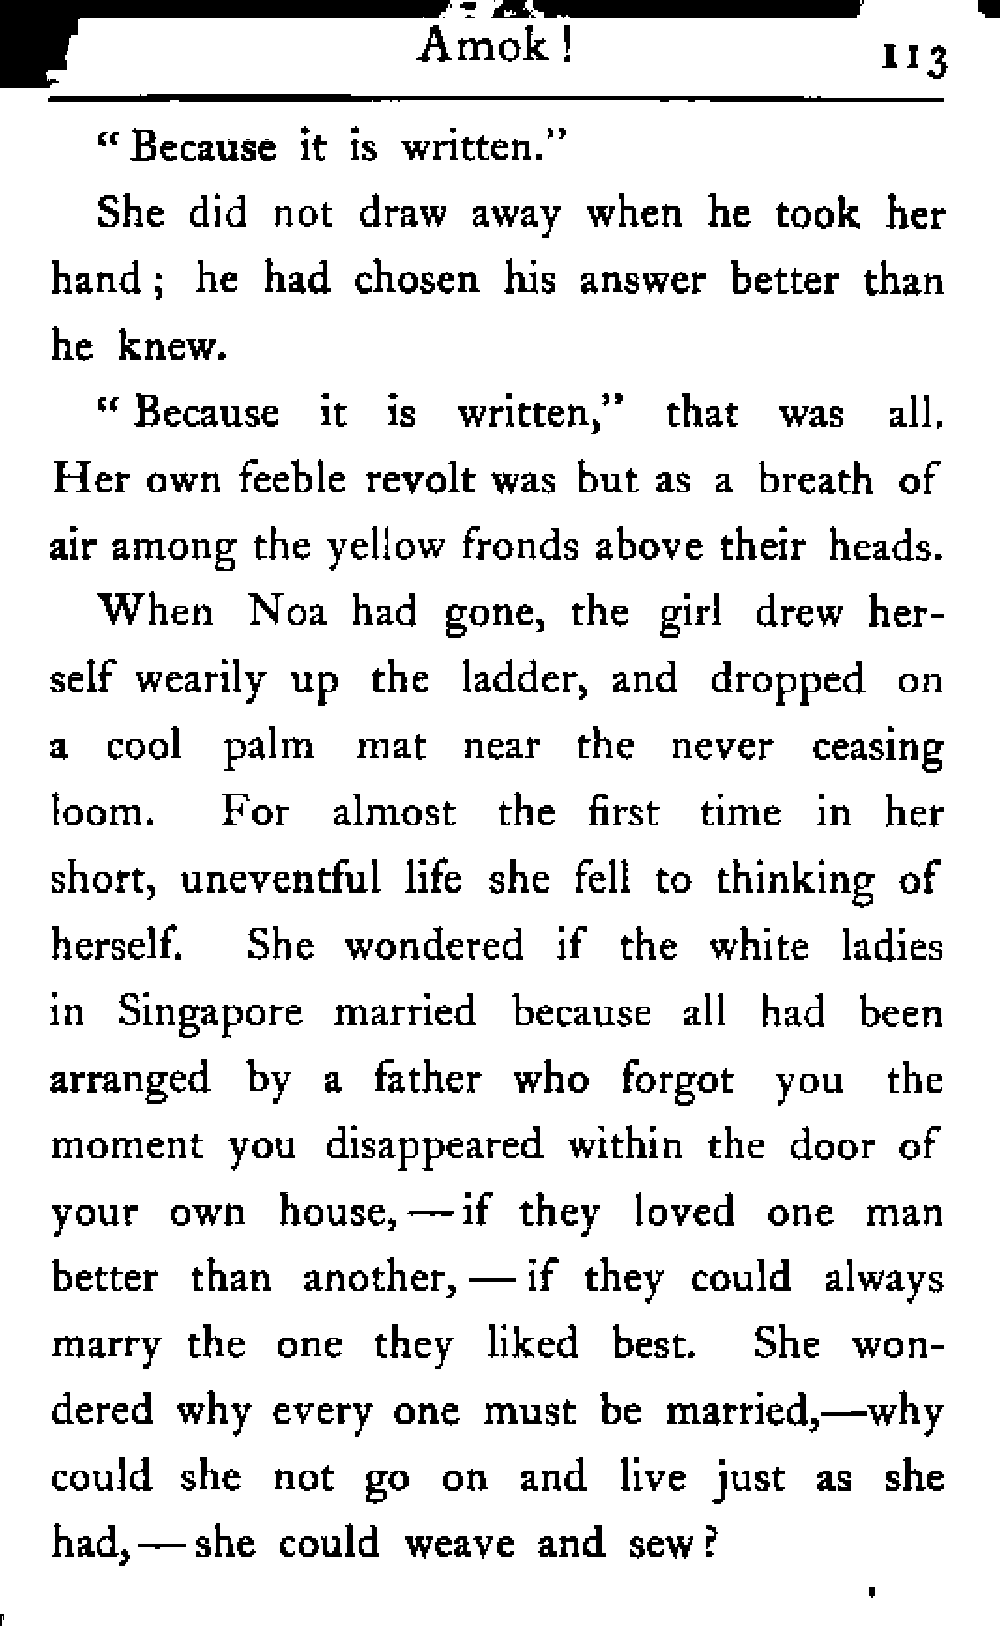 Amok! 113
“Because it is written.”
She did not draw away when he took her
hand; he had chosen his answer better than
he knew.
“Because it is written,” that was all.
Her own feeble revolt was but as a breath of
air among the yellow fronds above their heads.
When Noa had gone, the girl drew her-
self wearily up the ladder, and dropped on
a cool palm mat near the never ceasing
loom. For almost the first time in her
short, uneventful life she fell to thinking of
herself. She wondered if the white ladies
in Singapore married because all had been
arranged by a father who forgot you the
moment you disappeared within the door of
your own house,—if they loved one man
better than another,—if they could always
marry the one they liked best. She won-
dered why every one must be married,—why
could she not go on and live just as she
had,—she could weave and sew?